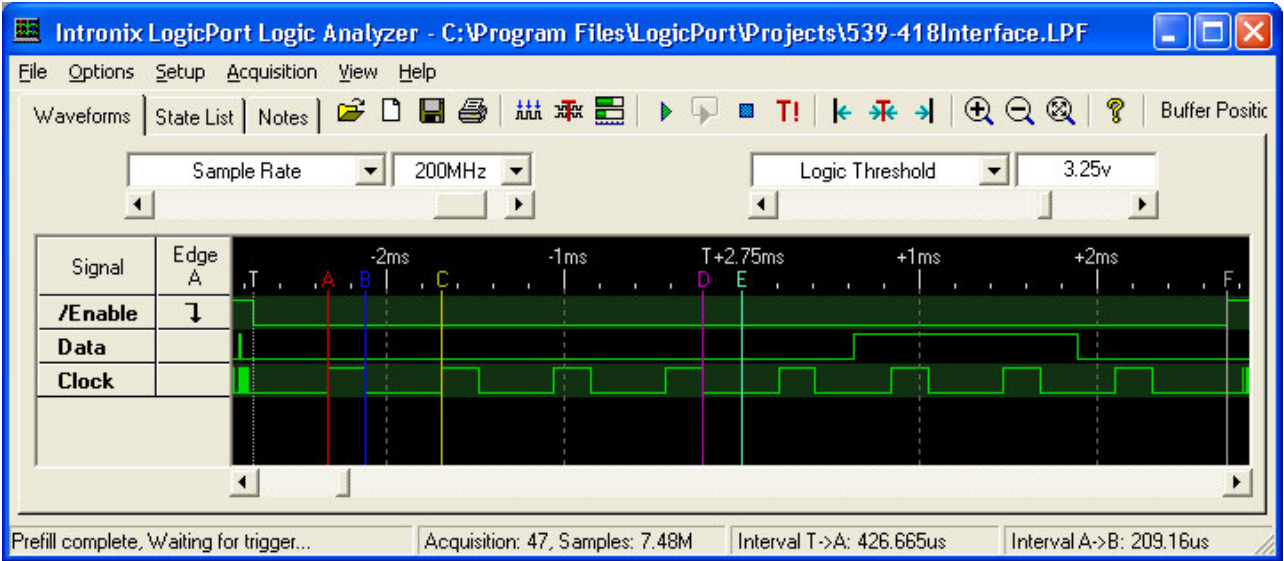 Intronix LogicPort Logic Analyzer - C:\Program Files\LogicPort\Projects\539-418Interface.LPF
File Options Setup Acquisition View Help
Waveforms State List Notes T! Buffer Positic
Sample Rate 200MHz Logic Threshold 3.25v
Signal Edge A
-2ms -1ms T+2.75ms +1ms +2ms
T A B C D E F
/Enable
Data
Clock
Prefill complete, Waiting for trigger... Acquisition: 47, Samples: 7.48M Interval T->A: 426.665us Interval A->B: 209.16us